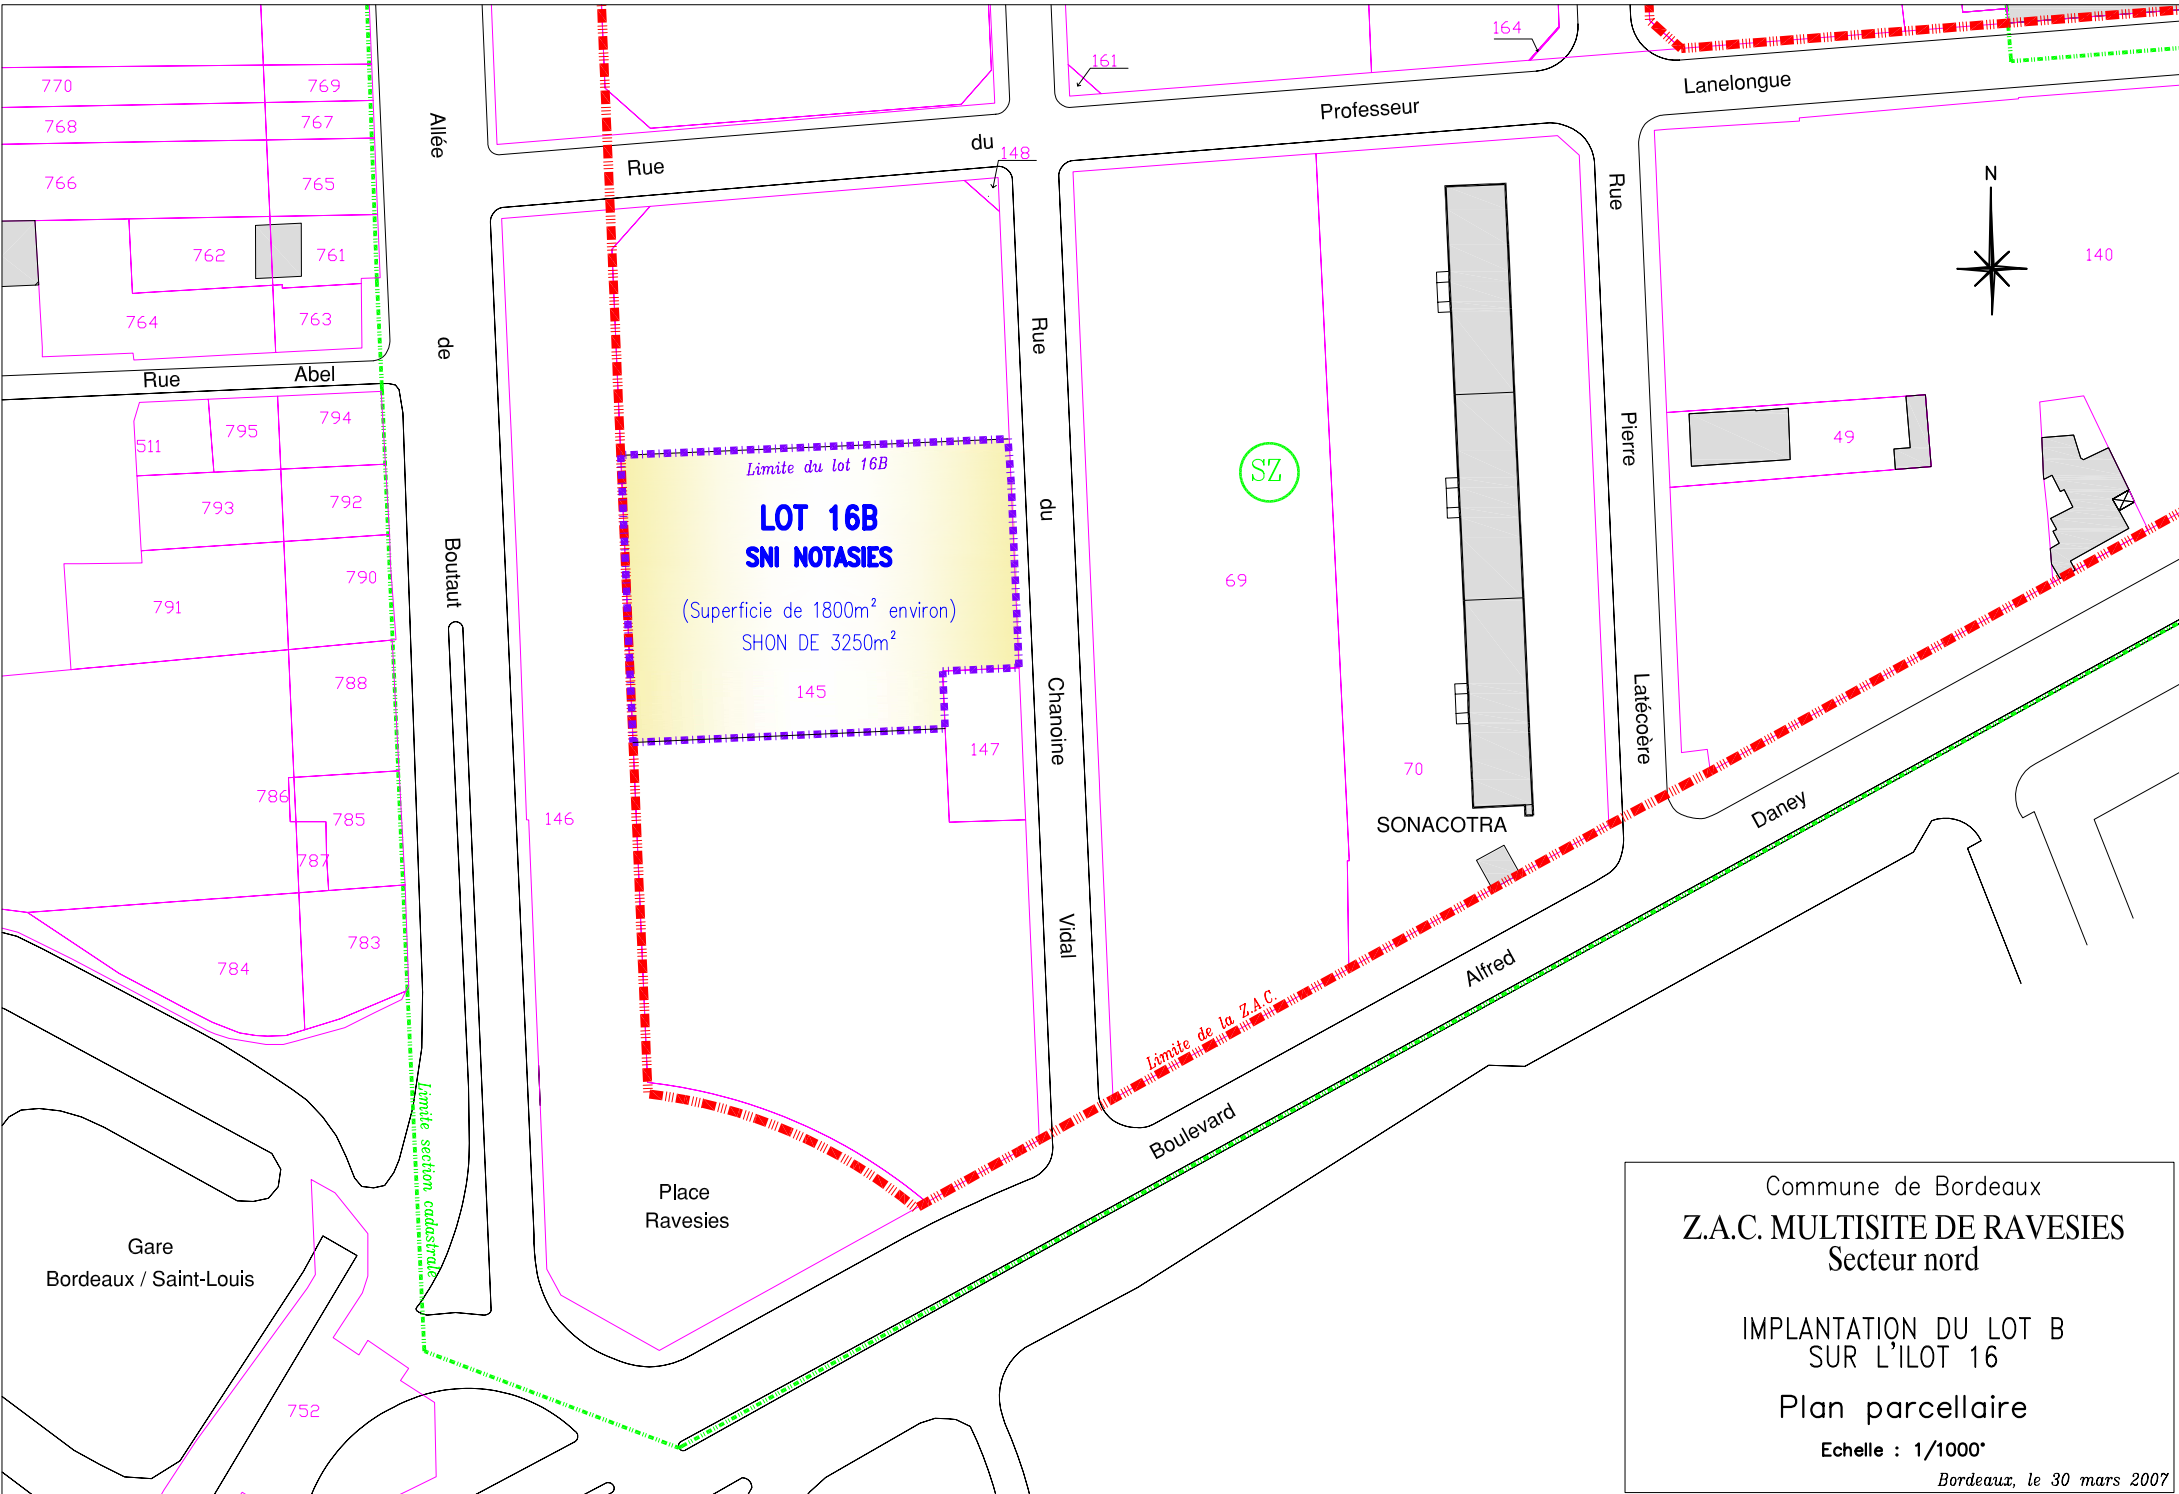 164
161
Lanelongue
Professeur
770
769
768
767
Allée
du
148
Rue
766
765
Rue
N
762
761
140
764
763
Rue
de
Rue
Abel
794
795
511
Pierre
49
Limite du lot 16B
SZ
793
792
LOT 16B
du
SNI NOTASIES
Boutaut
790
791
69
(Superficie de 1800m² environ)
SHON DE 3250m²
788
145
Chanoine
Latécoère
147
70
786
785
146
787
SONACOTRA
Daney
783
784
Vidal
Alfred
Limite de la Z.A.C.
Boulevard
Limite section cadastrale
Place
Ravesies
Gare
Bordeaux / Saint-Louis
752
Commune de Bordeaux
Z.A.C. MULTISITE DE RAVESIES
Secteur nord
IMPLANTATION DU LOT B
SUR L'ILOT 16
Plan parcellaire
Echelle : 1/1000°
Bordeaux, le 30 mars 2007